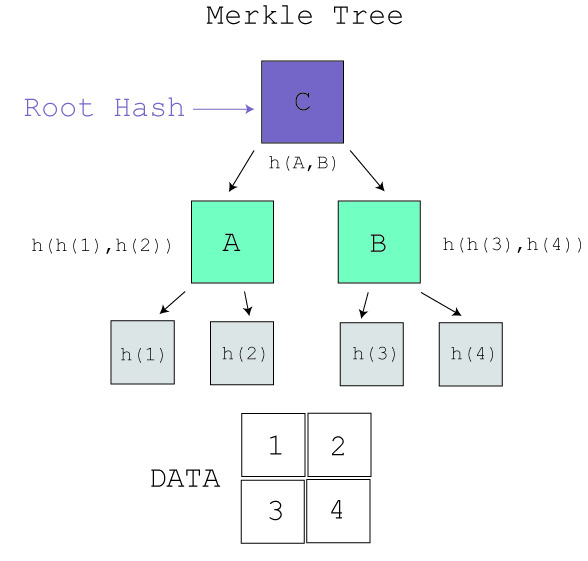 Merkle Tree
Root Hash
C
h(A,B)
h(h(1),h(2))
A
B
h(h(3),h(4))
h(1)
h(2)
h(3)
h(4)
DATA
1
2
3
4